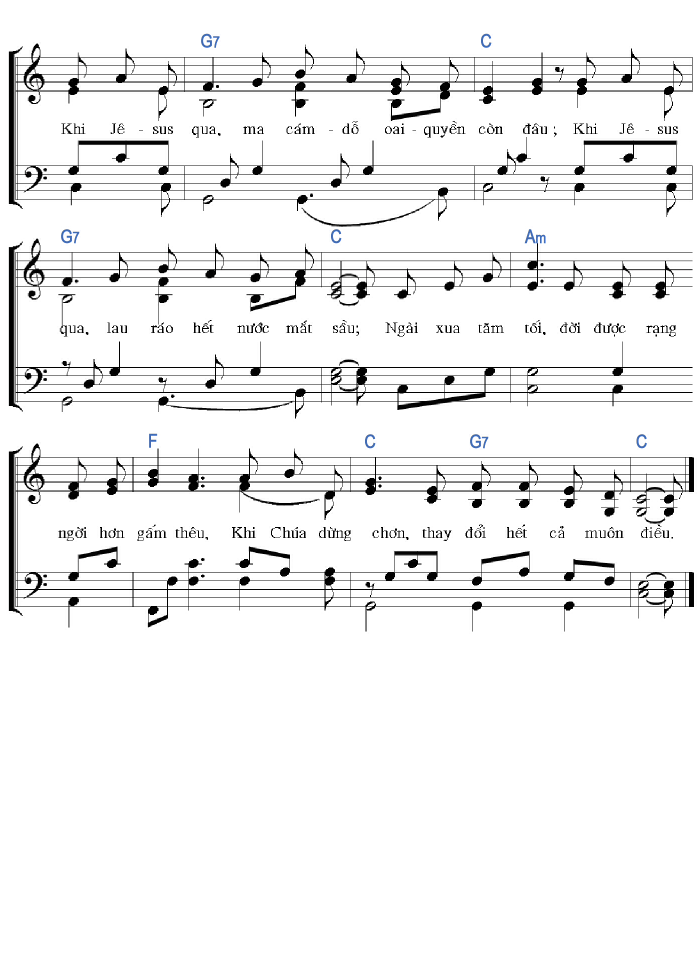 G7 C
Khi Jê - sus qua, ma cám - dỗ oai - quyền còn đâu; Khi Jê - sus
G7 C Am
qua, lau ráo hết nước mắt sầu; Ngài xua tăm tối, đời được rạng
F C G7 C
ngời hơn gấm thêu, Khi Chúa dừng chơn, thay đổi hết cả muôn điều.